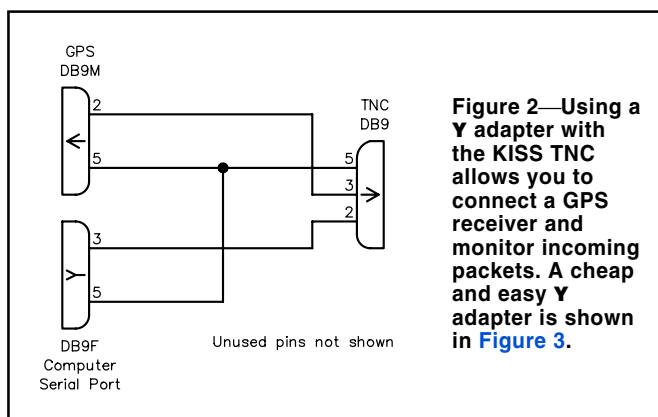 GPS
DB9M
2
5
3
5
DB9F
Computer
Serial Port
TNC
DB9
5
3
2
Unused pins not shown
Figure 2—Using a
Y adapter with
the KISS TNC
allows you to
connect a GPS
receiver and
monitor incoming
packets. A cheap
and easy Y
adapter is shown
in Figure 3.